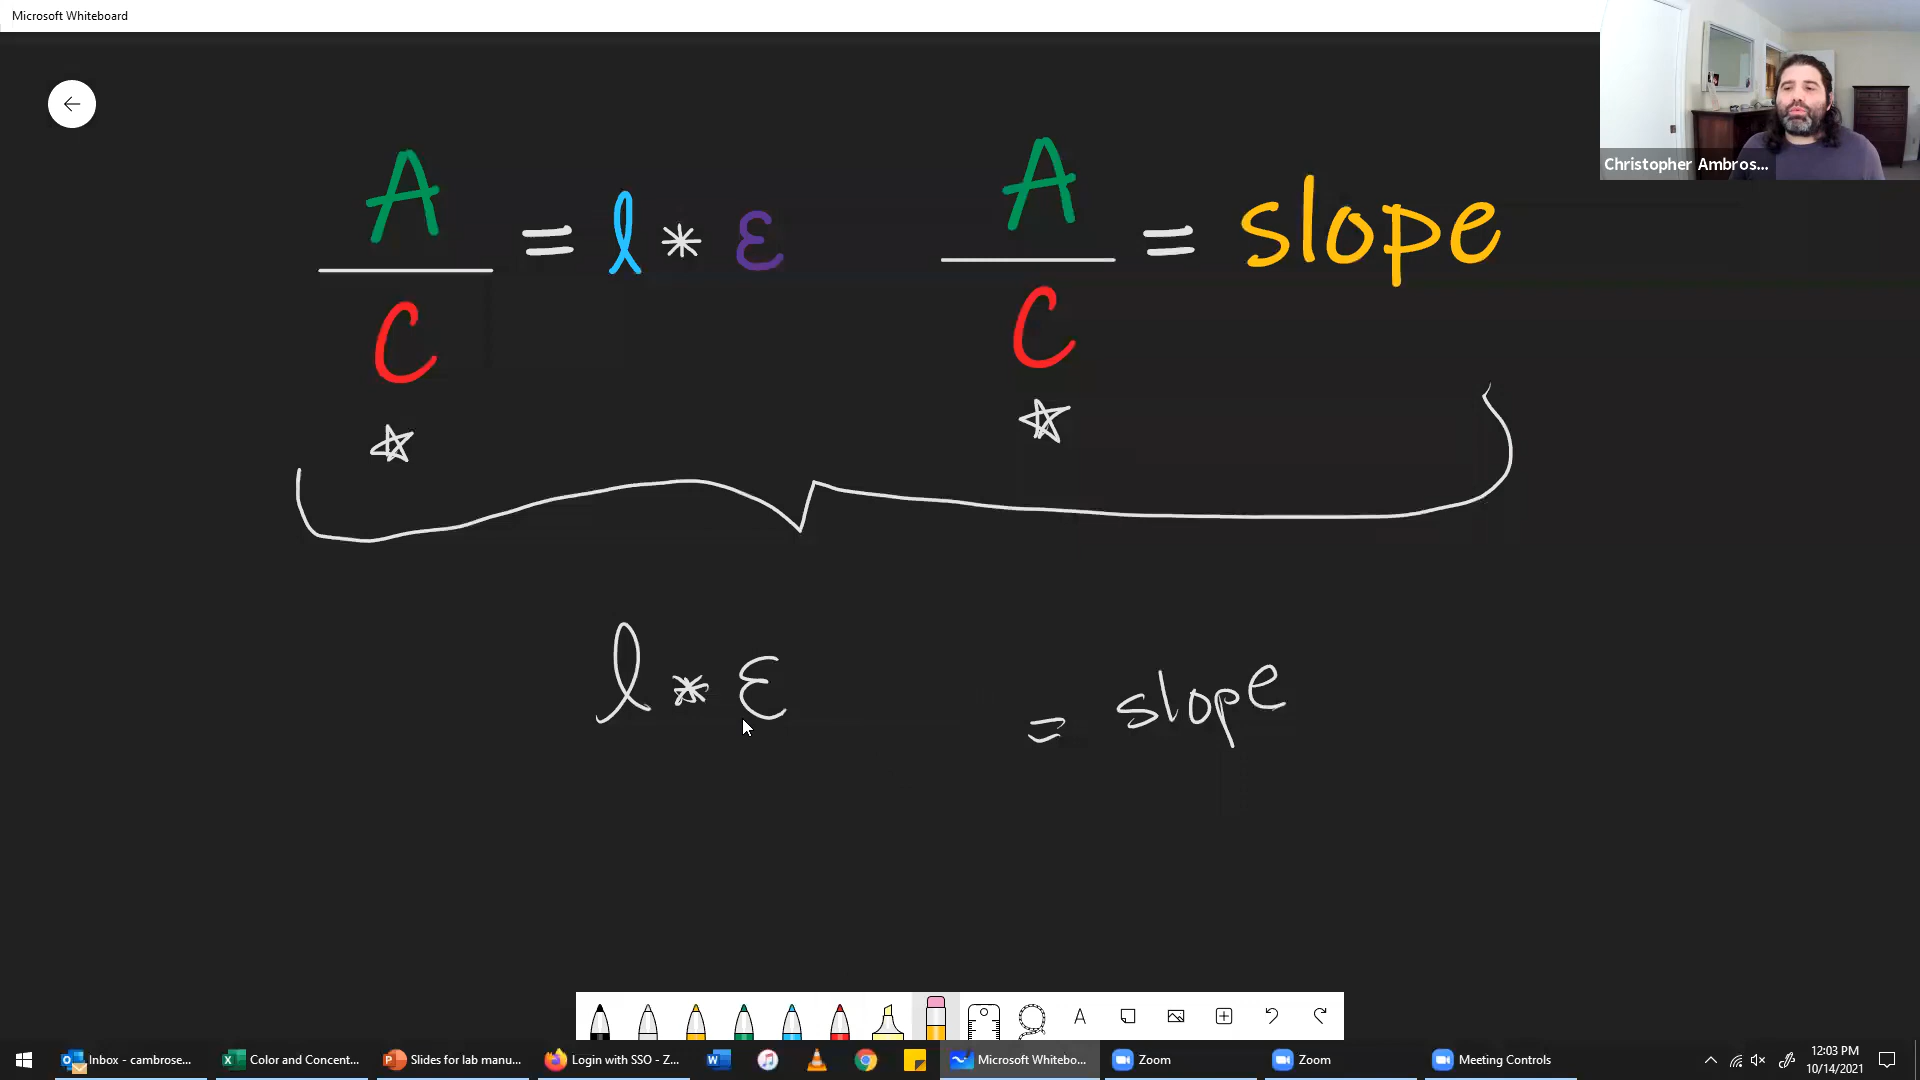 Microsoft Whiteboard
Christopher Ambros...
A/C = l * ε
A/C = slope
l * ε = slope
A
Inbox - cambrose...
Color and Concent...
Slides for lab manu...
Login with SSO - Z...
Microsoft Whitebo...
Zoom
Zoom
Meeting Controls
12:03 PM
10/14/2021